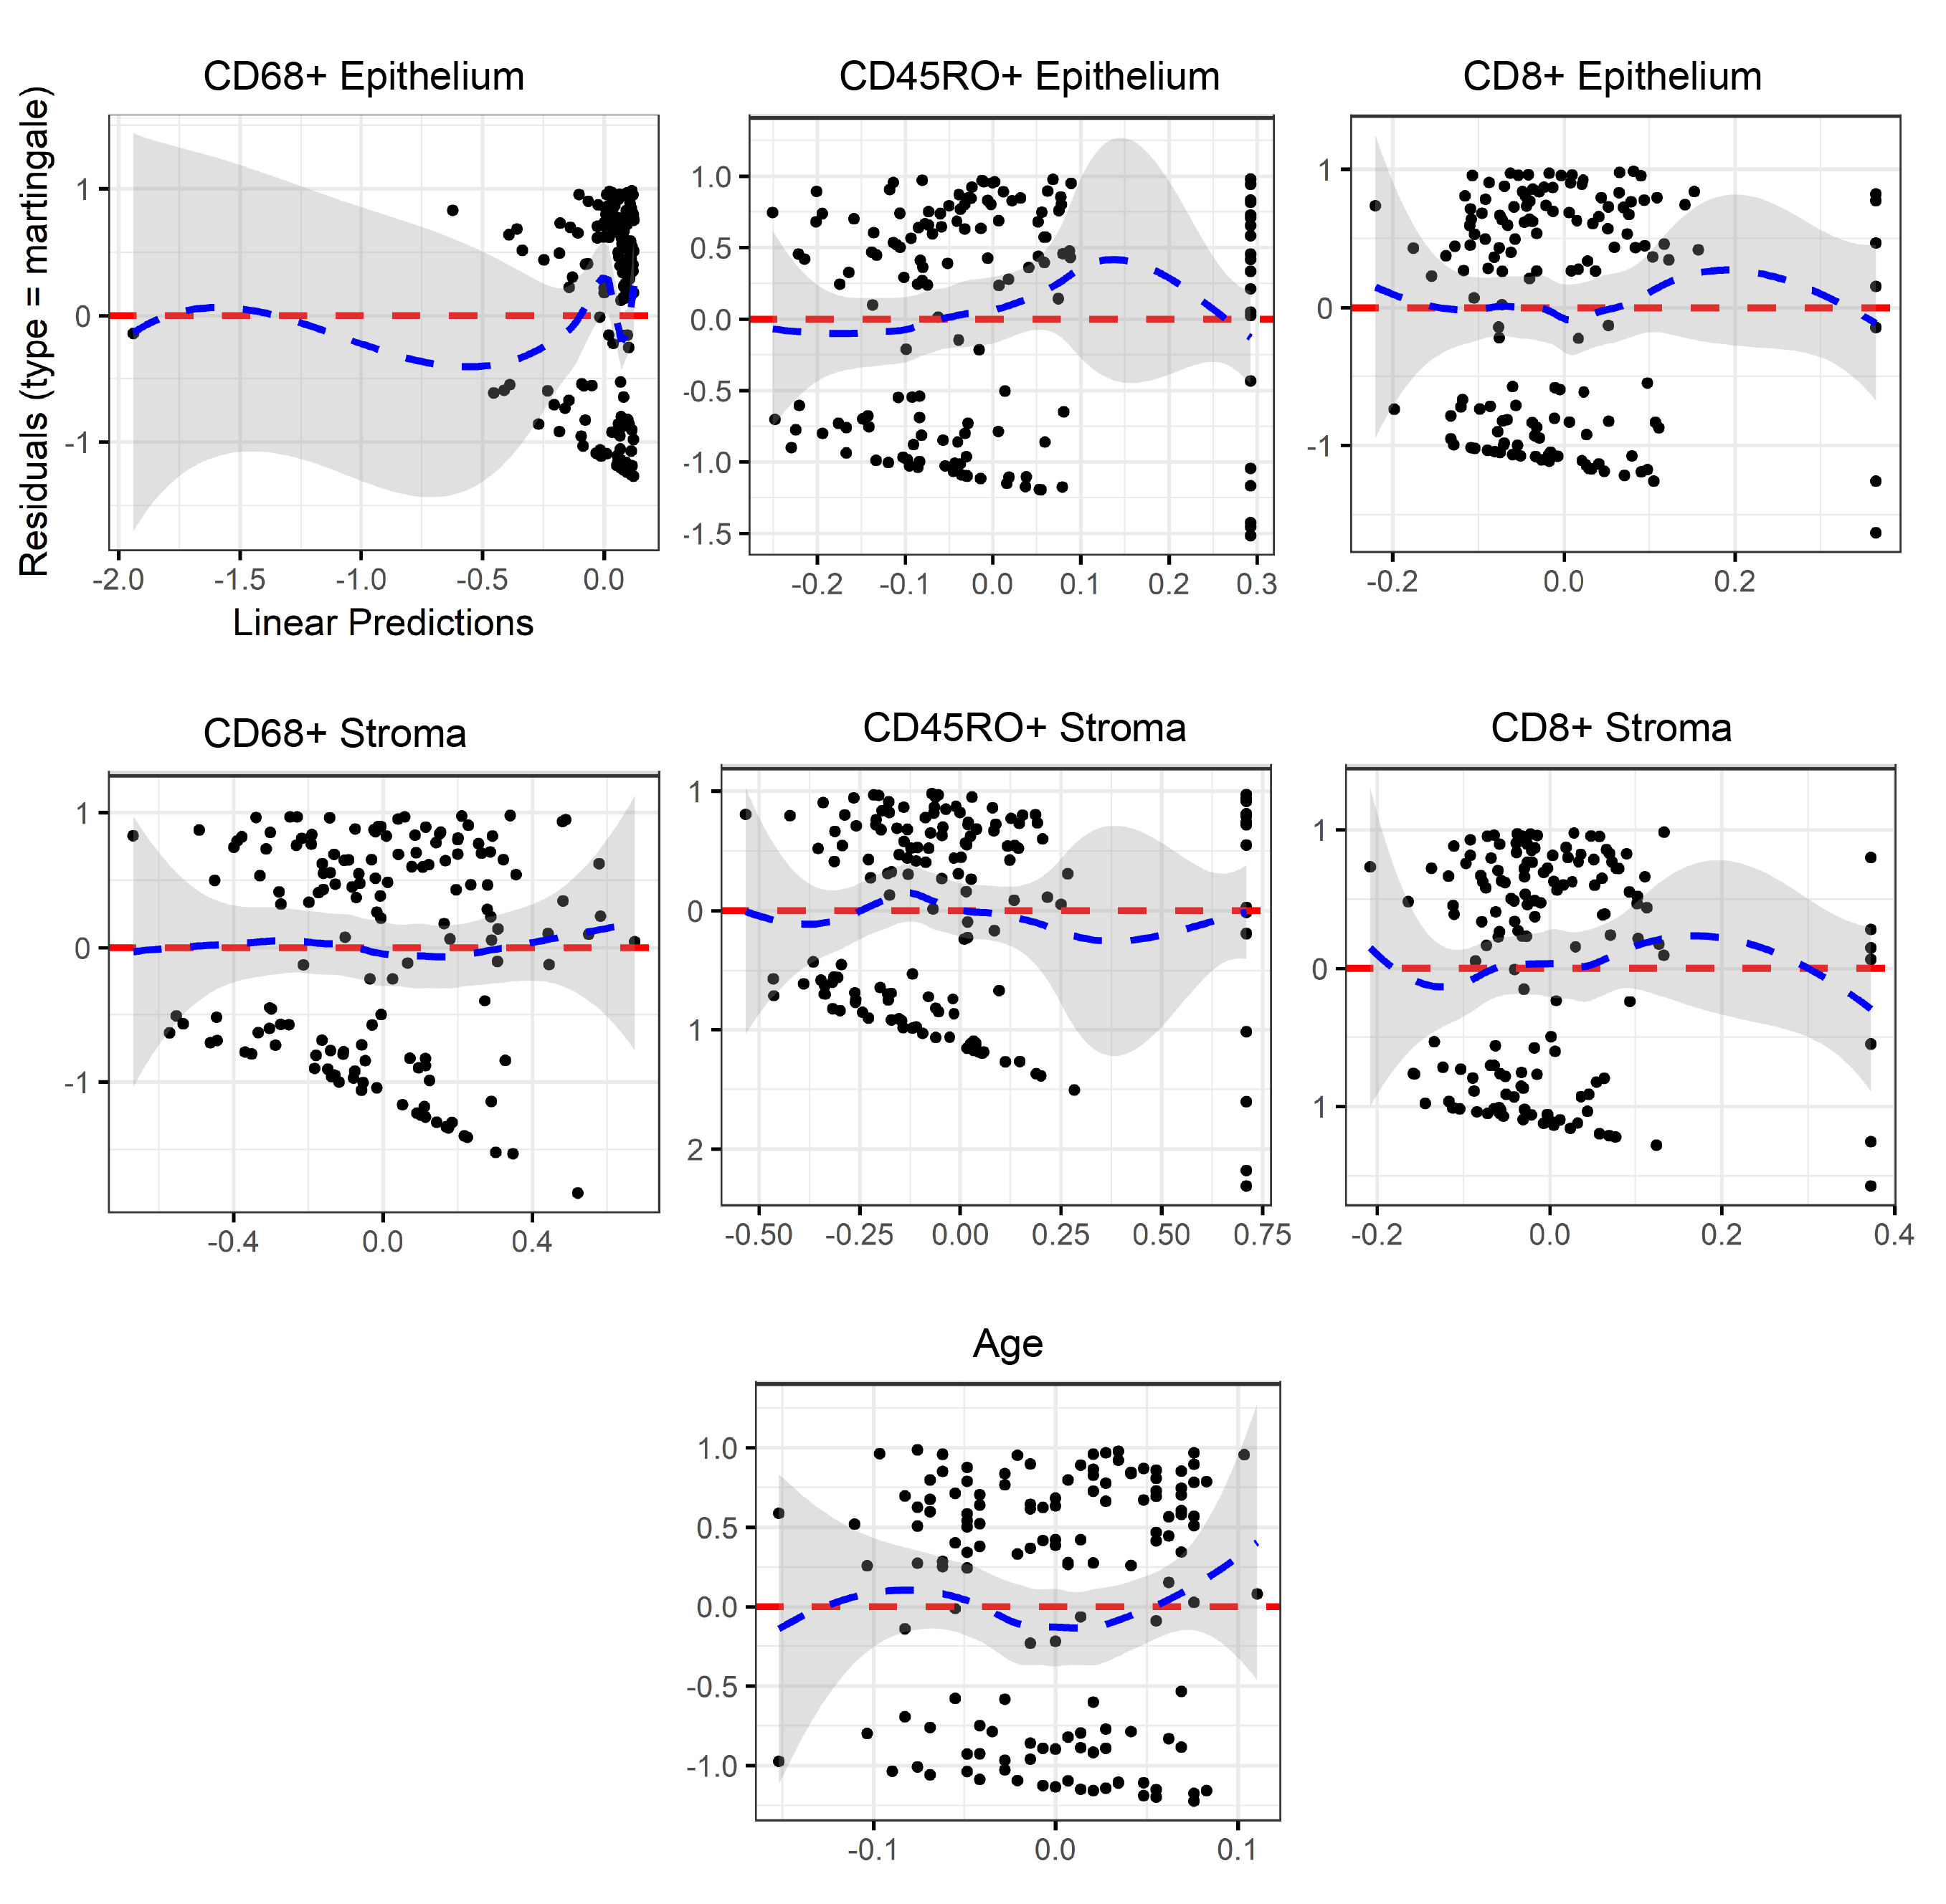 CD68+ Epithelium
CD45RO+ Epithelium
CD8+ Epithelium
Residuals (type = martingale)
1
0
-1
-2.0 -1.5 -1.0 -0.5 0.0
Linear Predictions
1.0
0.5
0.0
-0.5
-1.0
-1.5
-0.2 -0.1 0.0 0.1 0.2 0.3
1
0
-1
-0.2 0.0 0.2
CD68+ Stroma
CD45RO+ Stroma
CD8+ Stroma
1
0
-1
-0.4 0.0 0.4
1
0
1
2
-0.50 -0.25 0.00 0.25 0.50 0.75
1
0
1
-0.2 0.0 0.2 0.4
Age
1.0
0.5
0.0
-0.5
-1.0
-0.1 0.0 0.1